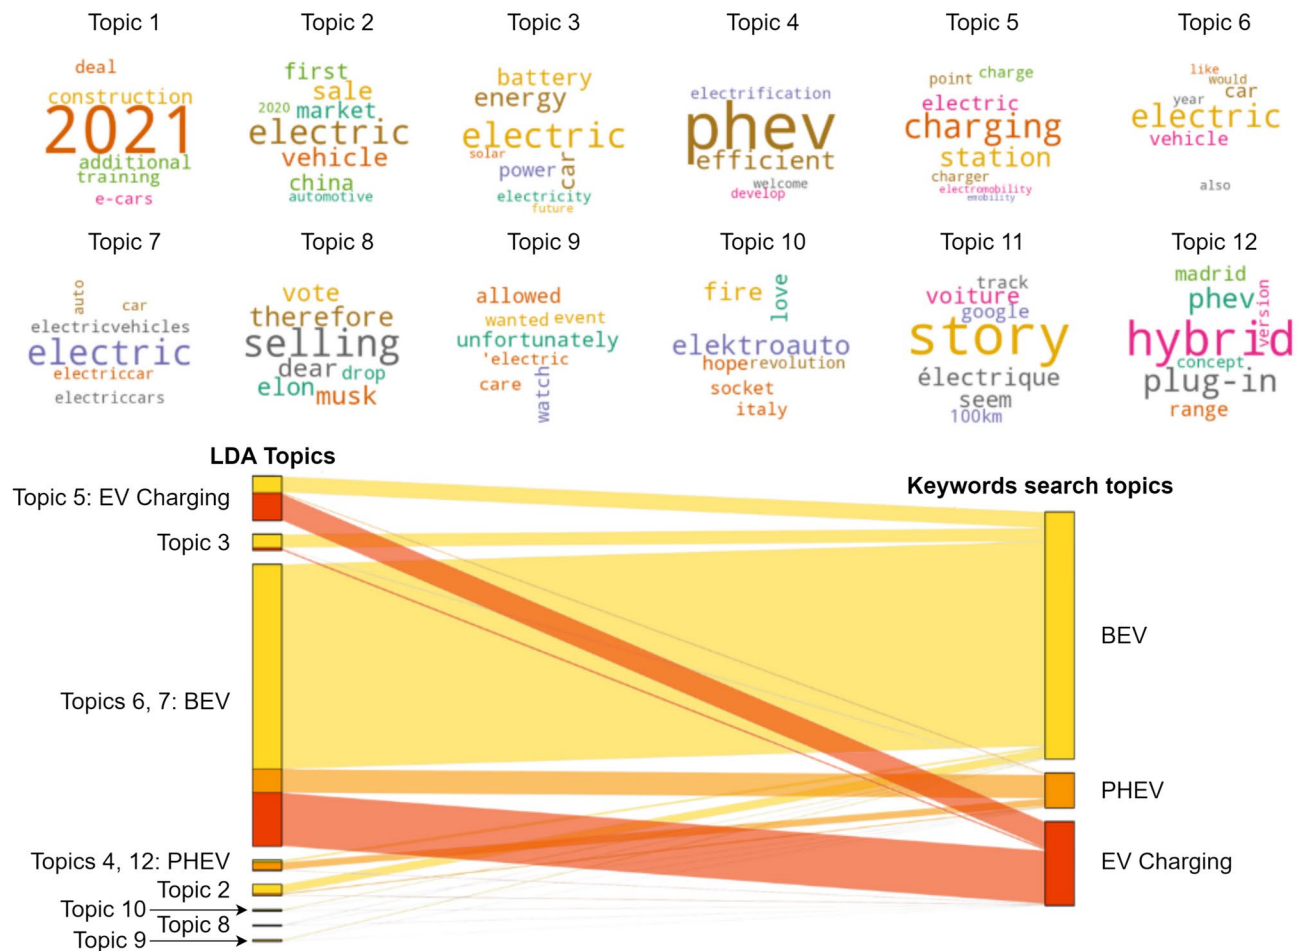 Topic 1 Topic 2 Topic 3 Topic 4 Topic 5 Topic 6
deal
construction
2021
additional
training
e-cars
first
sale
2020 market
electric
vehicle
china
automotive
battery
energy
electric
solar
power car
electricity
future
electrification
phev
efficient
welcome
develop
point charge
electric
charging
station
charger
electromobility
emobility
like
would
year car
electric
vehicle
also
Topic 7 Topic 8 Topic 9 Topic 10 Topic 11 Topic 12
auto car
electricvehicles
electric
electriccar
electriccars
vote
therefore
selling
dear drop
elon musk
allowed
wanted event
unfortunately
'electric
care watch
fire love
elektroauto
hope revolution
socket
italy
track
voiture
google
story
électrique
seem
100km
madrid
phev version
hybrid
concept
plug-in
range
LDA Topics
Keywords search topics
Topic 5: EV Charging
Topic 3
Topics 6, 7: BEV
Topics 4, 12: PHEV
Topic 2
Topic 10
Topic 8
Topic 9
BEV
PHEV
EV Charging